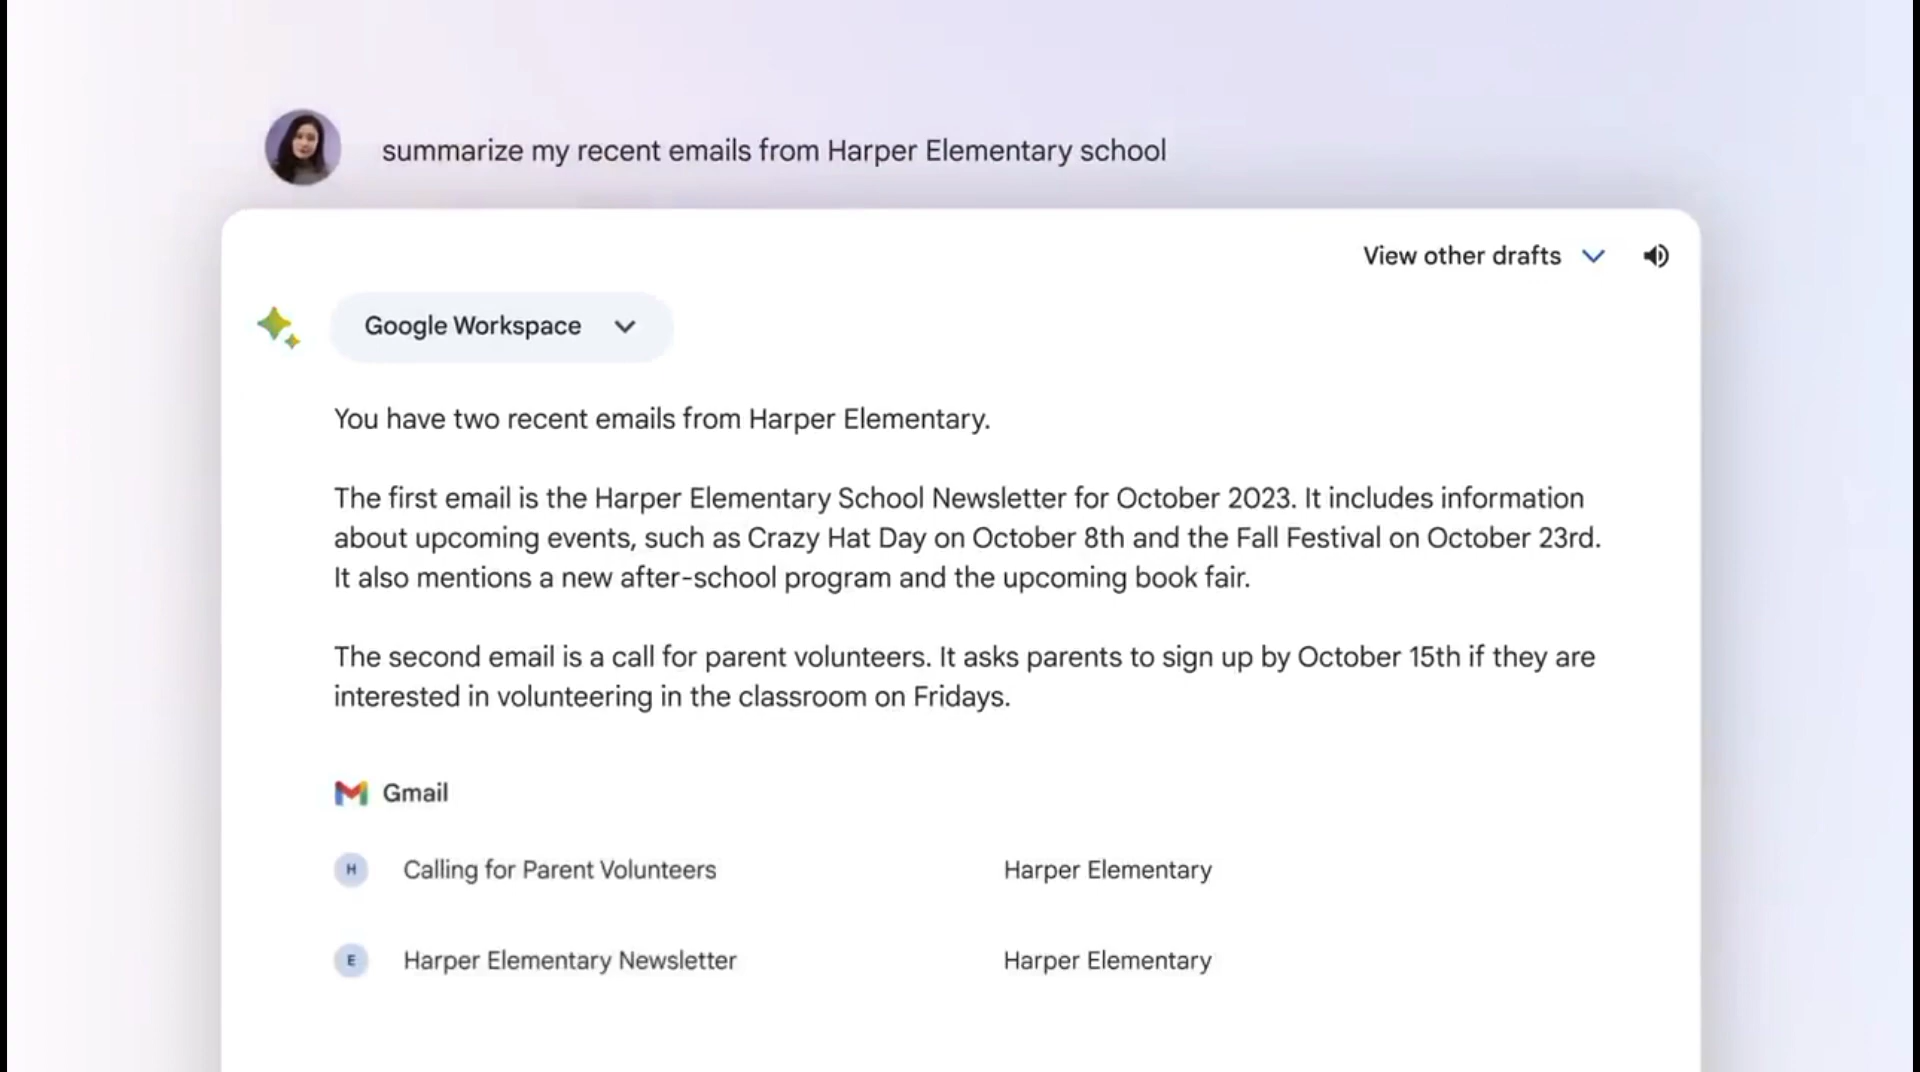 summarize my recent emails from Harper Elementary school
View other drafts
Google Workspace
You have two recent emails from Harper Elementary.
The first email is the Harper Elementary School Newsletter for October 2023. It includes information
about upcoming events, such as Crazy Hat Day on October 8th and the Fall Festival on October 23rd.
It also mentions a new after-school program and the upcoming book fair.
The second email is a call for parent volunteers. It asks parents to sign up by October 15th if they are
interested in volunteering in the classroom on Fridays.
Gmail
H Calling for Parent Volunteers Harper Elementary
E Harper Elementary Newsletter Harper Elementary